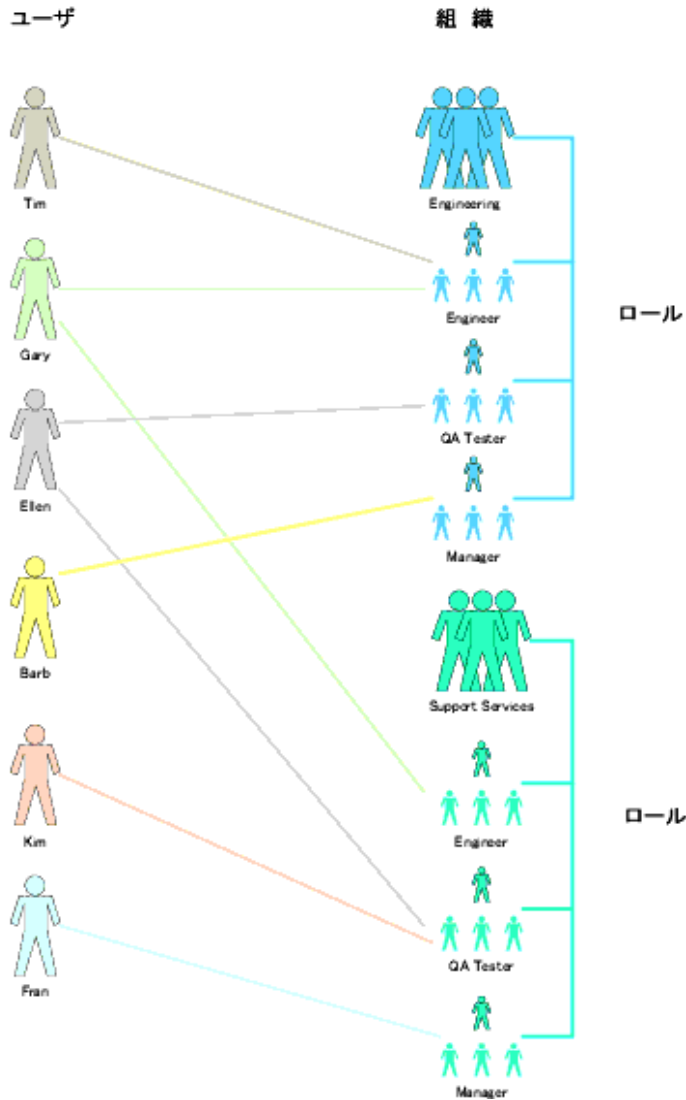 ユーザ
組 織
Tim
Engineering
Gary
Engineer
ロール
Ellen
QA Tester
Manager
Barb
Support Services
Kim
Engineer
ロール
Fran
QA Tester
Manager